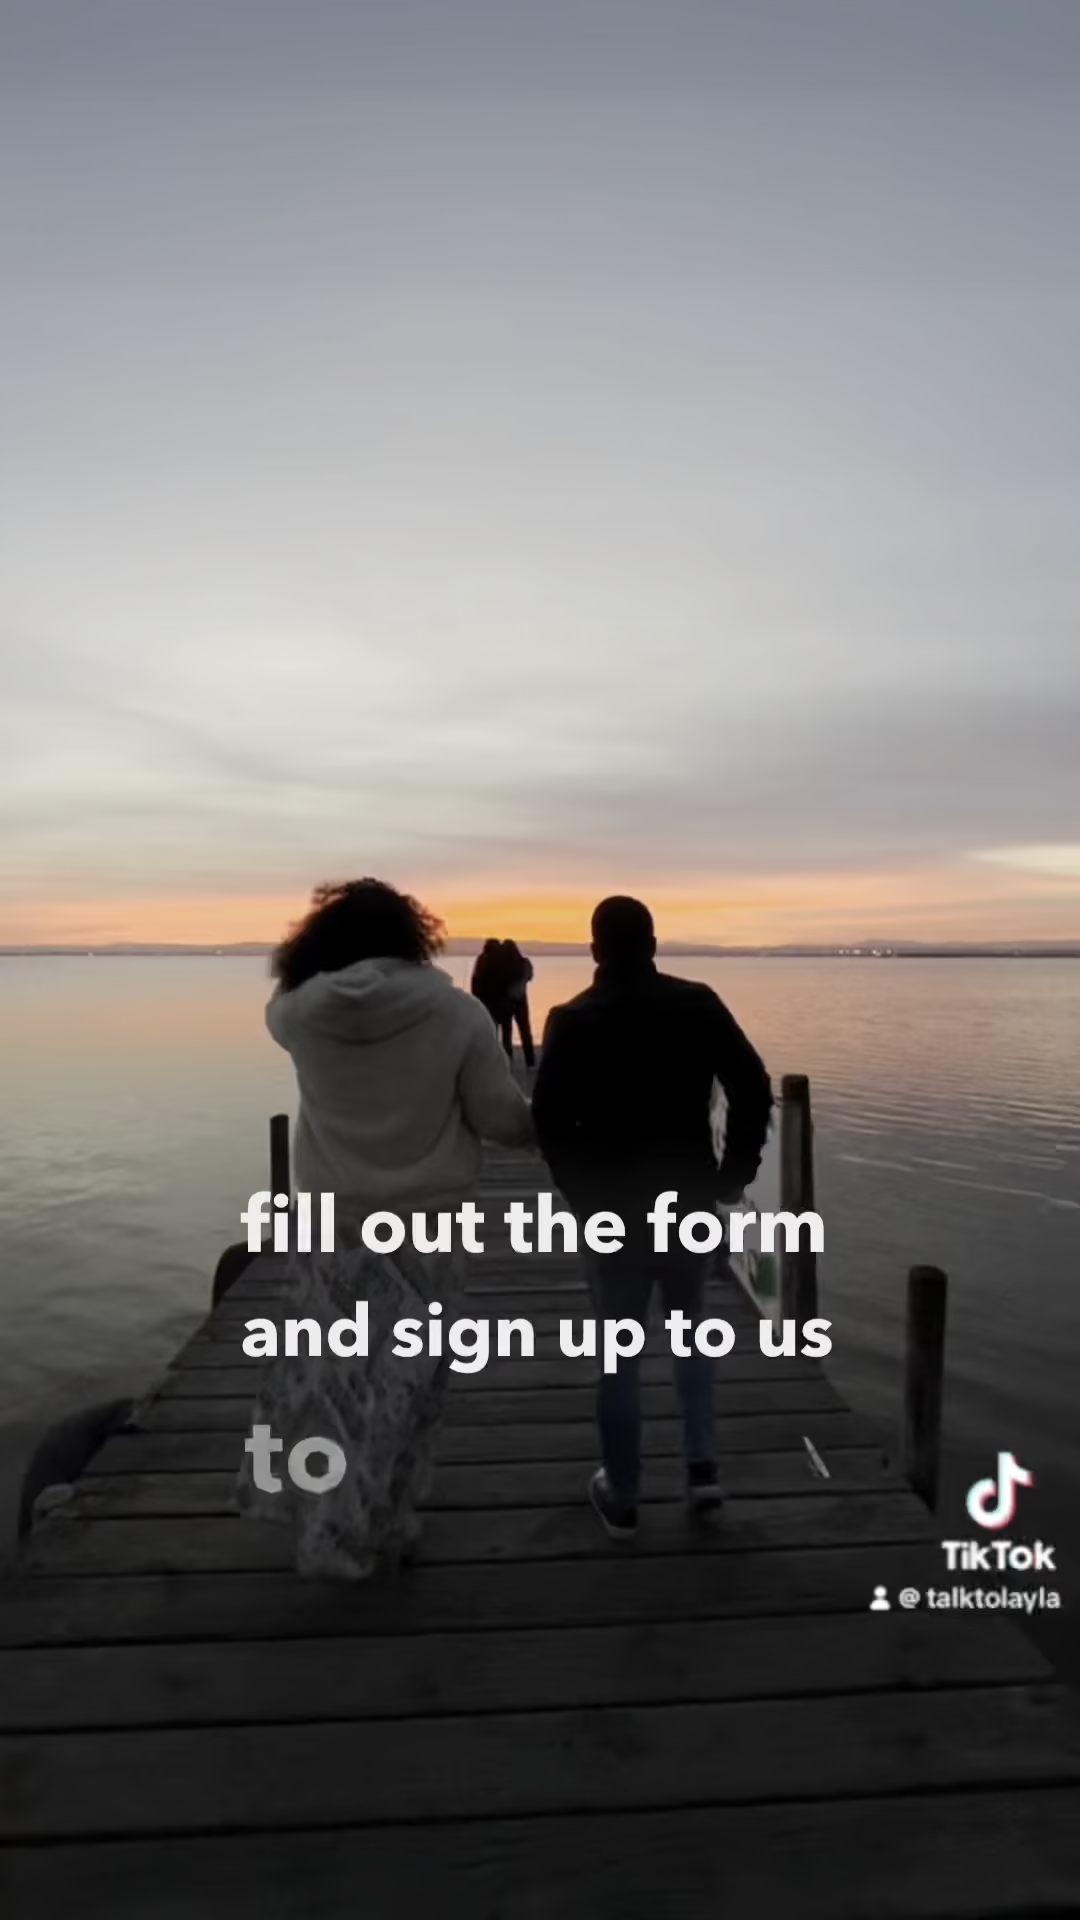 fill out the form
and sign up to us
to
TikTok
@ talktolayla